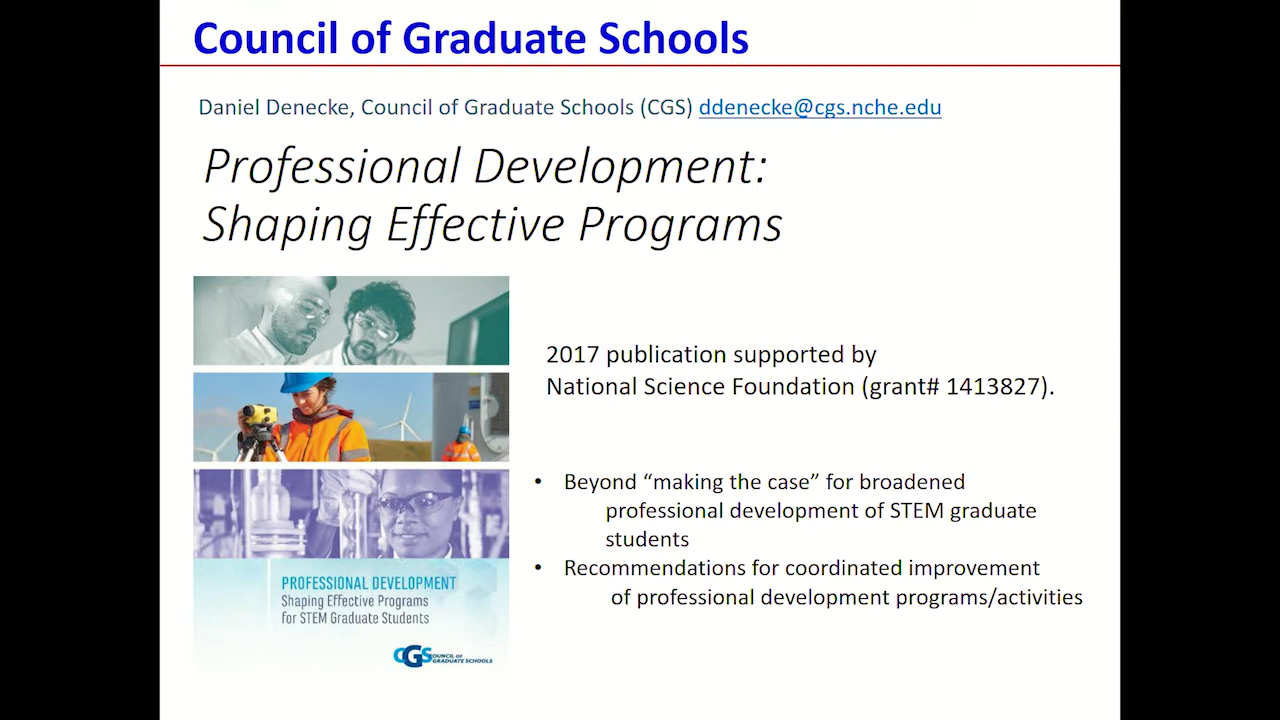 Council of Graduate Schools
Daniel Denecke, Council of Graduate Schools (CGS) ddenecke@cgs.nche.edu
Professional Development:
Shaping Effective Programs
2017 publication supported by
National Science Foundation (grant# 1413827).
• Beyond “making the case” for broadened
professional development of STEM graduate
students
• Recommendations for coordinated improvement
of professional development programs/activities
PROFESSIONAL DEVELOPMENT
Shaping Effective Programs
for STEM Graduate Students
CGS COUNCIL OF
GRADUATE SCHOOLS